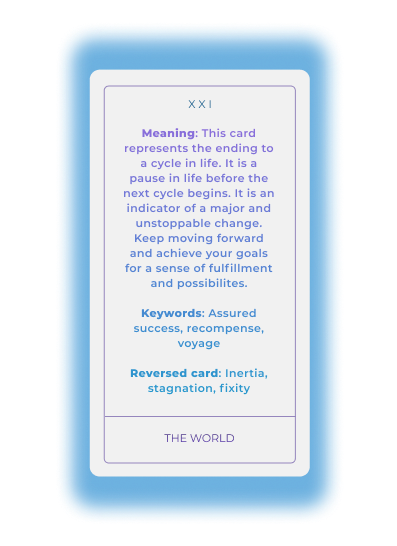 XXI
Meaning: This card
represents the ending to
a cycle in life. It is a
pause in life before the
next cycle begins. It is an
indicator of a major and
unstoppable change.
Keep moving forward
and achieve your goals
for a sense of fulfillment
and possibilites.
Keywords: Assured
success, recompense,
voyage
Reversed card: Inertia,
stagnation, fixity
THE WORLD